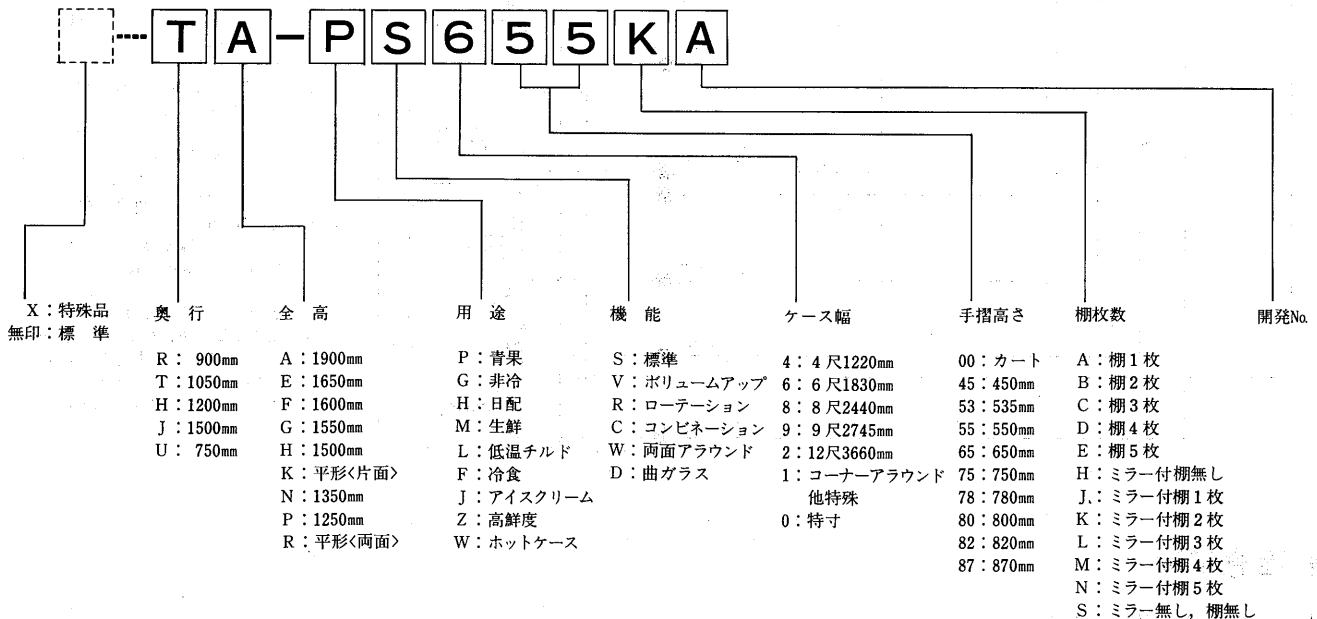 TA-PS655KA
X：特殊品
無印：標 準
奥 行
R： 900mm
T：1050mm
H：1200mm
J：1500mm
U： 750mm
全 高
A：1900mm
E：1650mm
F：1600mm
G：1550mm
H：1500mm
K：平形〈片面〉
N：1350mm
P：1250mm
R：平形〈両面〉
用 途
P：青果
G：非冷
H：日配
M：生鮮
L：低温チルド
F：冷食
J：アイスクリーム
Z：高鮮度
W：ホットケース
機 能
S：標準
V：ボリュームアップ
R：ローテーション
C：コンビネーション
W：両面アラウンド
D：曲ガラス
ケース幅
4：4尺1220mm
6：6尺1830mm
8：8尺2440mm
9：9尺2745mm
2：12尺3660mm
1：コーナーアラウンド
他特殊
0：特寸
手摺高さ
00：カート
45：450mm
53：535mm
55：550mm
65：650mm
75：750mm
78：780mm
80：800mm
82：820mm
87：870mm
棚枚数
A：棚1枚
B：棚2枚
C：棚3枚
D：棚4枚
E：棚5枚
H：ミラー付棚無し
J：ミラー付棚1枚
K：ミラー付棚2枚
L：ミラー付棚3枚
M：ミラー付棚4枚
N：ミラー付棚5枚
S：ミラー無し，棚無し
開発No.